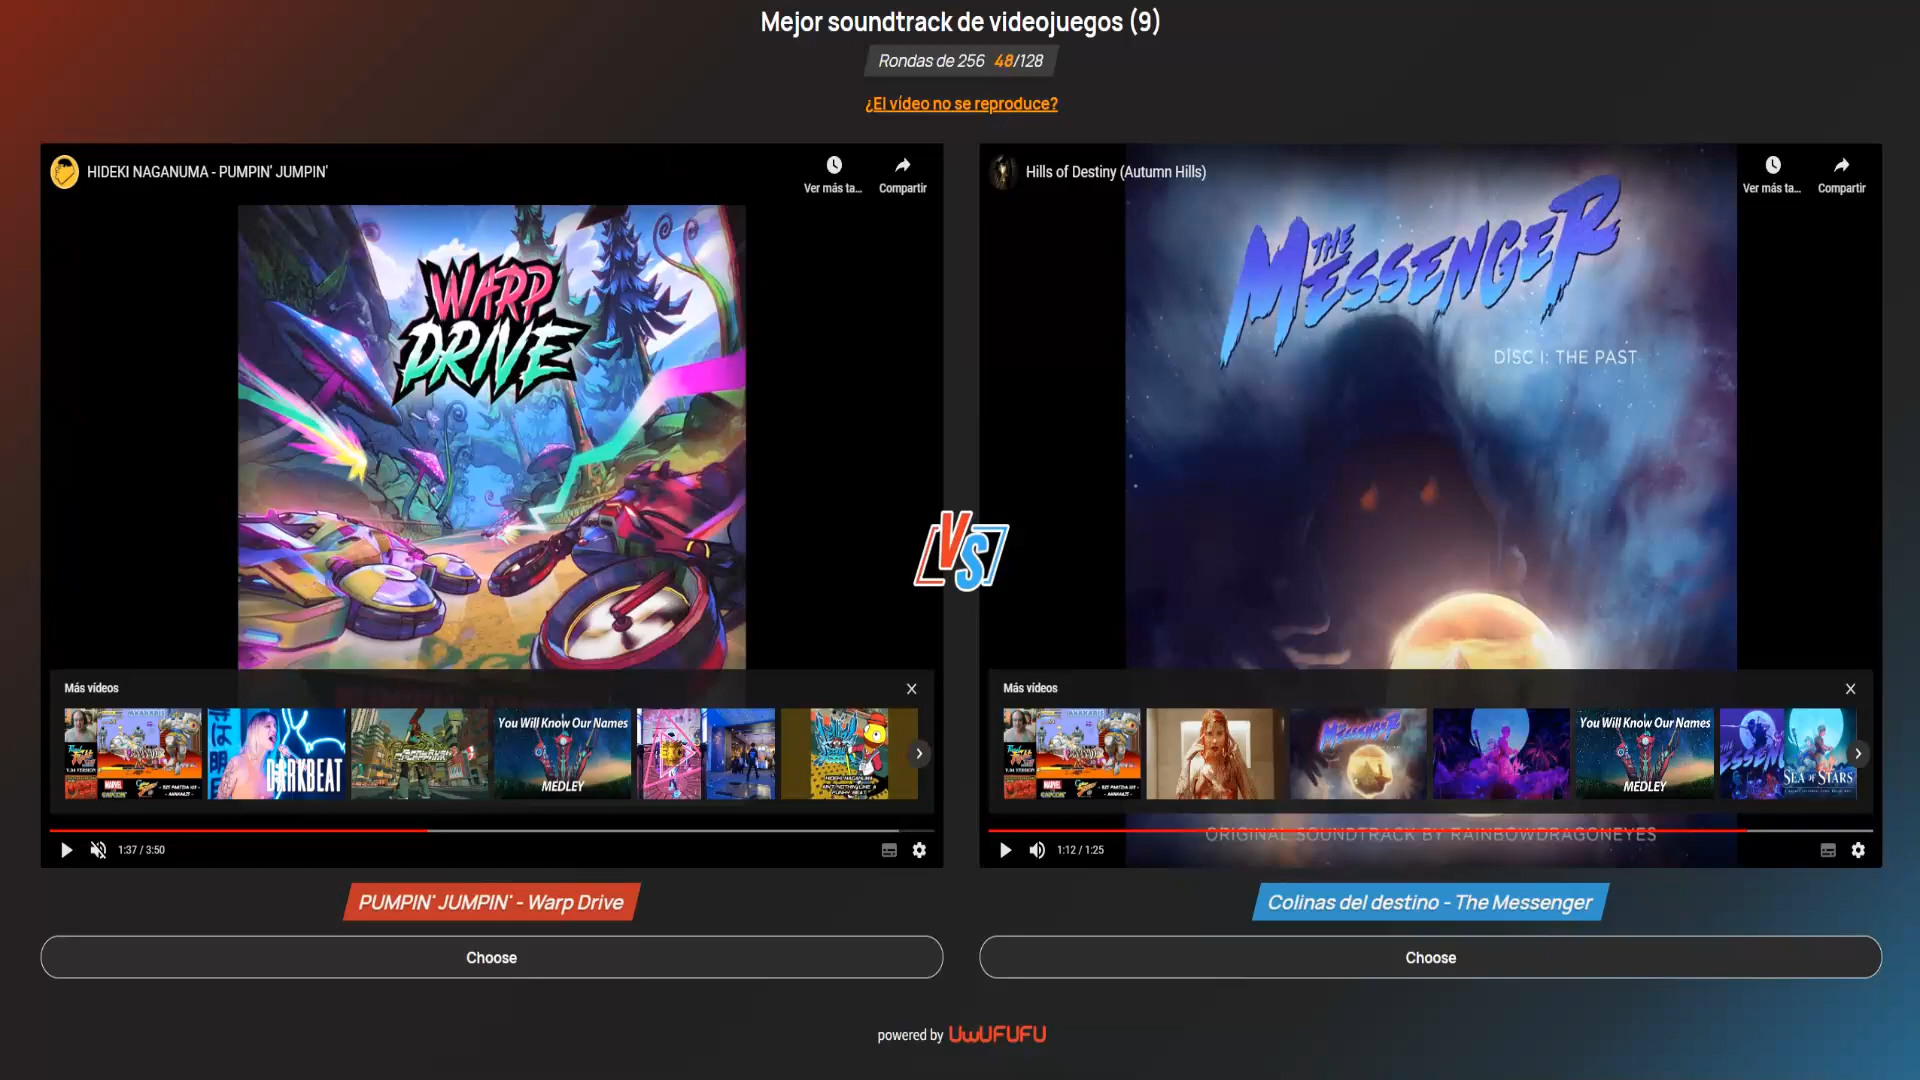 Mejor soundtrack de videojuegos (9)
Rondas de 256 48/128
¿El vídeo no se reproduce?
HIDEKI NAGANUMA - PUMPIN' JUMPIN'
Ver más ta...
Compartir
WARP
DRIVE
Más vídeos
DARKBEAT
You Will Know Our Names
MEDLEY
1:37 / 3:50
PUMPIN' JUMPIN' - Warp Drive
Choose
VS
Hills of Destiny (Autumn Hills)
Ver más ta...
Compartir
THE
MESSENGER
DISC I: THE PAST
Más vídeos
MESSENGER
You Will Know Our Names
MEDLEY
SEA OF STARS
ORIGINAL SOUNDTRACK BY RAINBOWDRAGONEYES
1:12 / 1:25
Colinas del destino - The Messenger
Choose
powered by UwUFUFU